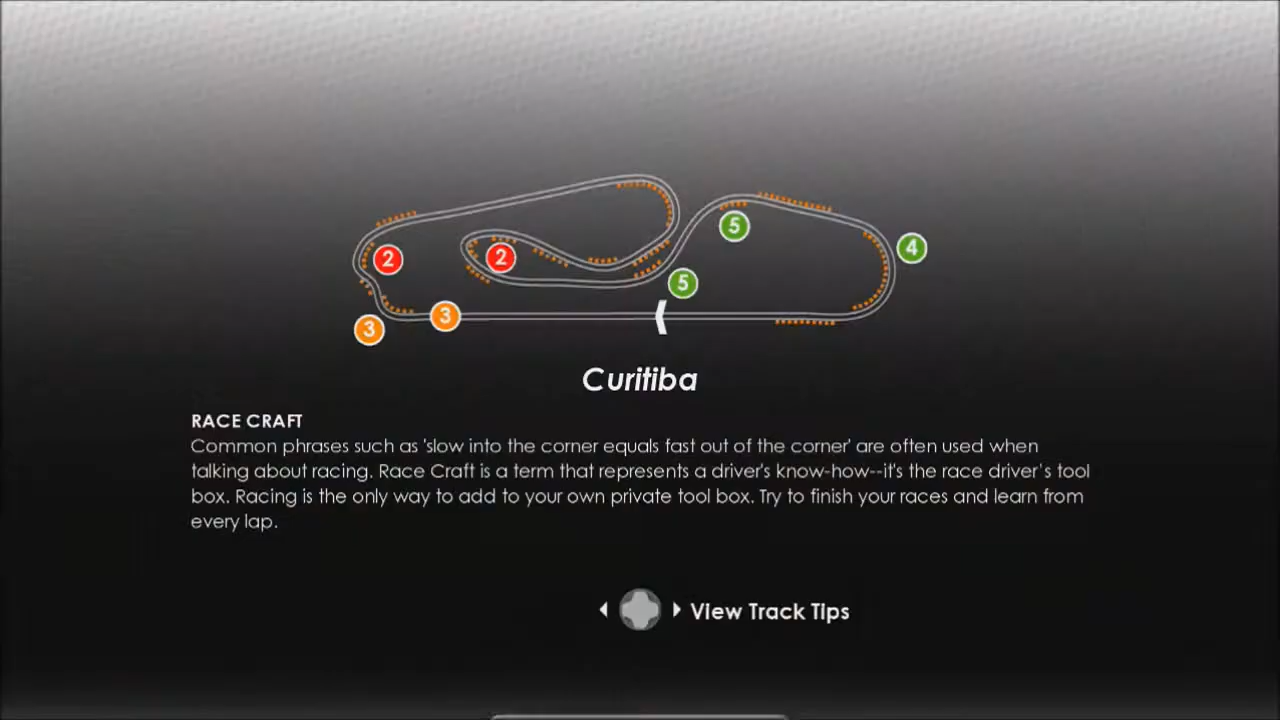 5
4
2
2
5
3
3
Curitiba
RACE CRAFT
Common phrases such as 'slow into the corner equals fast out of the corner' are often used when
talking about racing. Race Craft is a term that represents a driver's know-how--it's the race driver's tool
box. Racing is the only way to add to your own private tool box. Try to finish your races and learn from
every lap.
View Track Tips